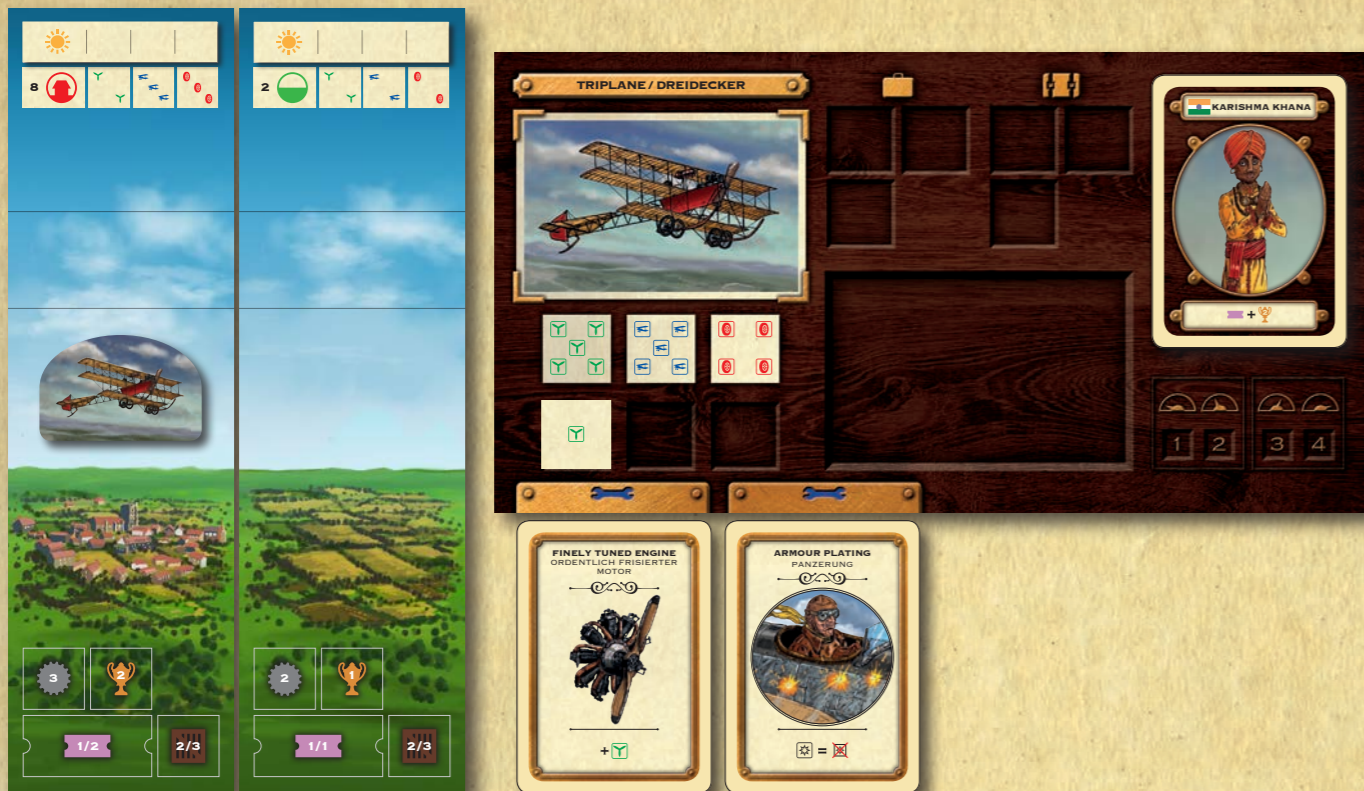 8
2
3
2
1/2
2/3
2
1
1/1
2/3
TRIPLANE / DREIDECKER
KARISHMA KHANA
+
1 2 3 4
FINELY TUNED ENGINE
ORDENTLICH FRISIERTER
MOTOR
+
ARMOUR PLATING
PANZERUNG
=